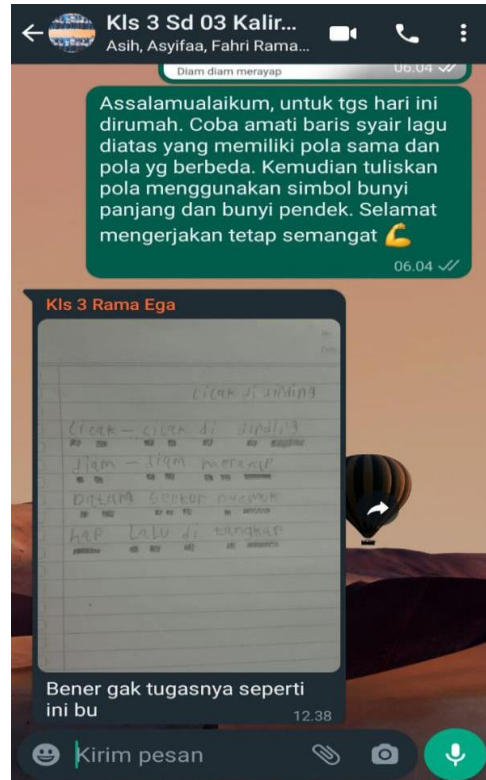 Kls 3 Sd 03 Kalir...
Asih, Asyifaa, Fahri Rama...
Diam diam merayap
06.04
Assalamualaikum, untuk tgs hari ini
dirumah. Coba amati baris syair lagu
diatas yang memiliki pola sama dan
pola yg berbeda. Kemudian tuliskan
pola menggunakan simbol bunyi
panjang dan bunyi pendek. Selamat
mengerjakan tetap semangat 💪
06.04
Kls 3 Rama Ega
Cicak di dinding
Cicak - cicak di dinding
diam - diam merayap
Datang seekor nyamuk
hap Lalu di tangkap
Bener gak tugasnya seperti
ini bu
12.38
Kirim pesan